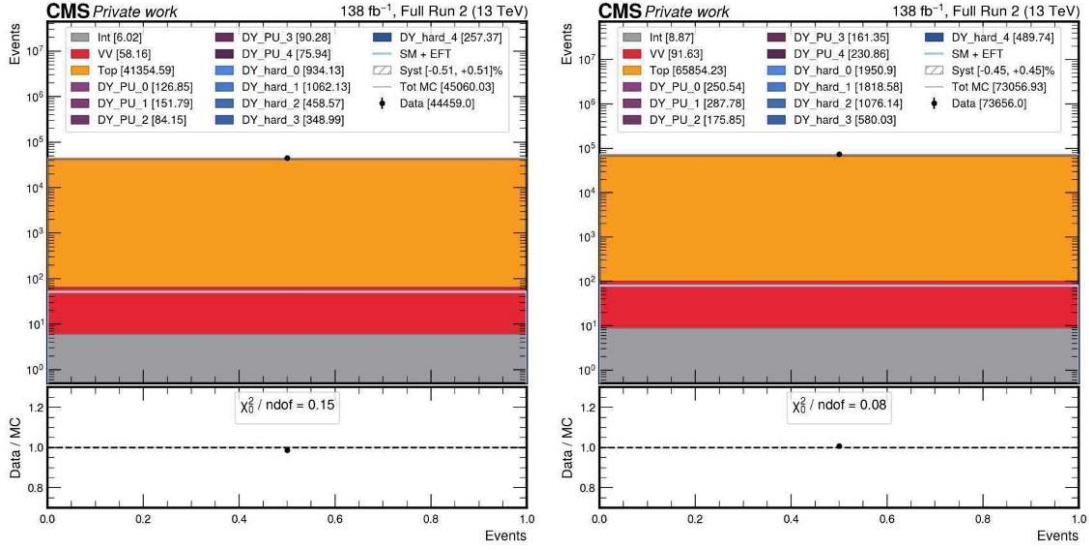 CMS Private work 138 fb⁻¹, Full Run 2 (13 TeV)
Events
10⁷
10⁶
10⁵
10⁴
10³
10²
10¹
10⁰
Int [6.02]
VV [58.16]
Top [41354.59]
DY_PU_0 [126.85]
DY_PU_1 [151.79]
DY_PU_2 [84.15]
DY_PU_3 [90.28]
DY_PU_4 [75.94]
DY_hard_0 [934.13]
DY_hard_1 [1062.13]
DY_hard_2 [458.57]
DY_hard_3 [348.99]
DY_hard_4 [257.37]
SM + EFT
Syst [-0.51, +0.51]%
Tot MC [45060.03]
Data [44459.0]
Data / MC
1.2
1.0
0.8
χ²₀ / ndof = 0.15
0.0 0.2 0.4 0.6 0.8 1.0
Events
CMS Private work 138 fb⁻¹, Full Run 2 (13 TeV)
Events
10⁷
10⁶
10⁵
10⁴
10³
10²
10¹
10⁰
Int [8.87]
VV [91.63]
Top [65854.23]
DY_PU_0 [250.54]
DY_PU_1 [287.78]
DY_PU_2 [175.85]
DY_PU_3 [161.35]
DY_PU_4 [230.86]
DY_hard_0 [1950.9]
DY_hard_1 [1818.58]
DY_hard_2 [1076.14]
DY_hard_3 [580.03]
DY_hard_4 [489.74]
SM + EFT
Syst [-0.45, +0.45]%
Tot MC [73056.93]
Data [73656.0]
Data / MC
1.2
1.0
0.8
χ²₀ / ndof = 0.08
0.0 0.2 0.4 0.6 0.8 1.0
Events